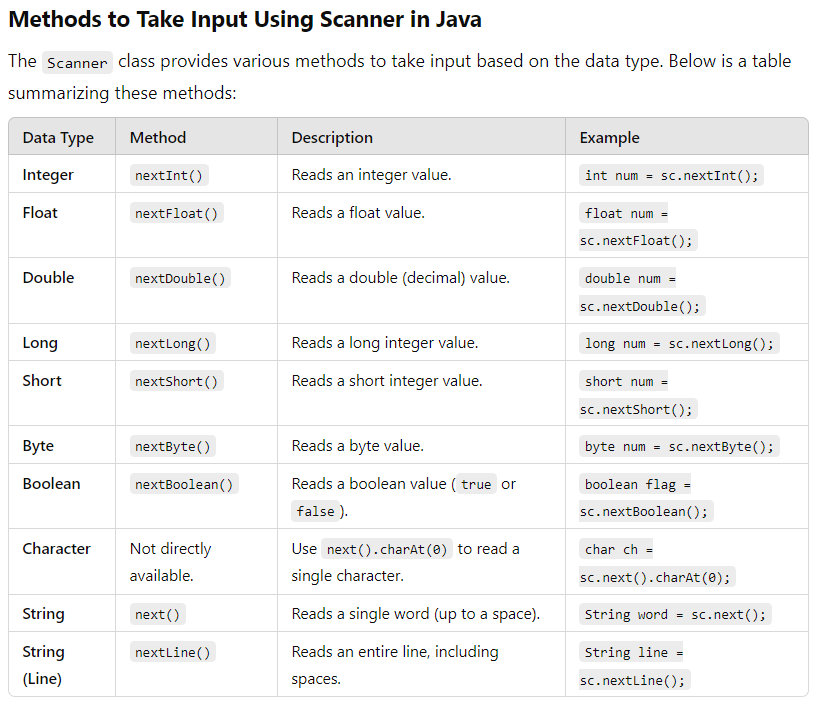 Methods to Take Input Using Scanner in Java
The Scanner class provides various methods to take input based on the data type. Below is a table
summarizing these methods:
Data Type Method Description Example
Integer nextInt() Reads an integer value. int num = sc.nextInt();
Float nextFloat() Reads a float value. float num =
sc.nextFloat();
Double nextDouble() Reads a double (decimal) value. double num =
sc.nextDouble();
Long nextLong() Reads a long integer value. long num = sc.nextLong();
Short nextShort() Reads a short integer value. short num =
sc.nextShort();
Byte nextByte() Reads a byte value. byte num = sc.nextByte();
Boolean nextBoolean() Reads a boolean value ( true or boolean flag =
false ). sc.nextBoolean();
Character Not directly Use next().charAt(0) to read a char ch =
available. single character. sc.next().charAt(0);
String next() Reads a single word (up to a space). String word = sc.next();
String nextLine() Reads an entire line, including String line =
(Line) spaces. sc.nextLine();